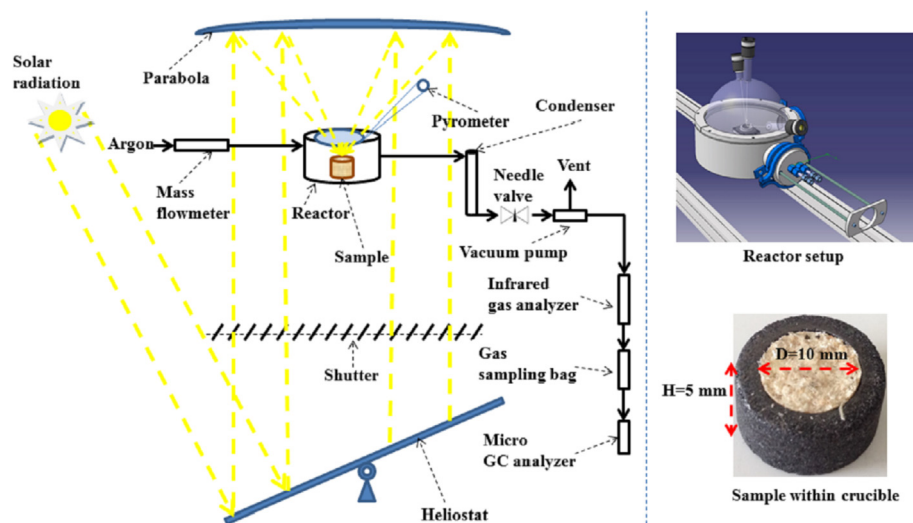 Solar
radiation
Parabola
Pyrometer
Condenser
Argon
Mass
flowmeter
Reactor
Sample
Needle
valve
Vent
Vacuum pump
Infrared
gas analyzer
Shutter
Gas
sampling bag
Micro
GC analyzer
Heliostat
Reactor setup
D=10 mm
H=5 mm
Sample within crucible